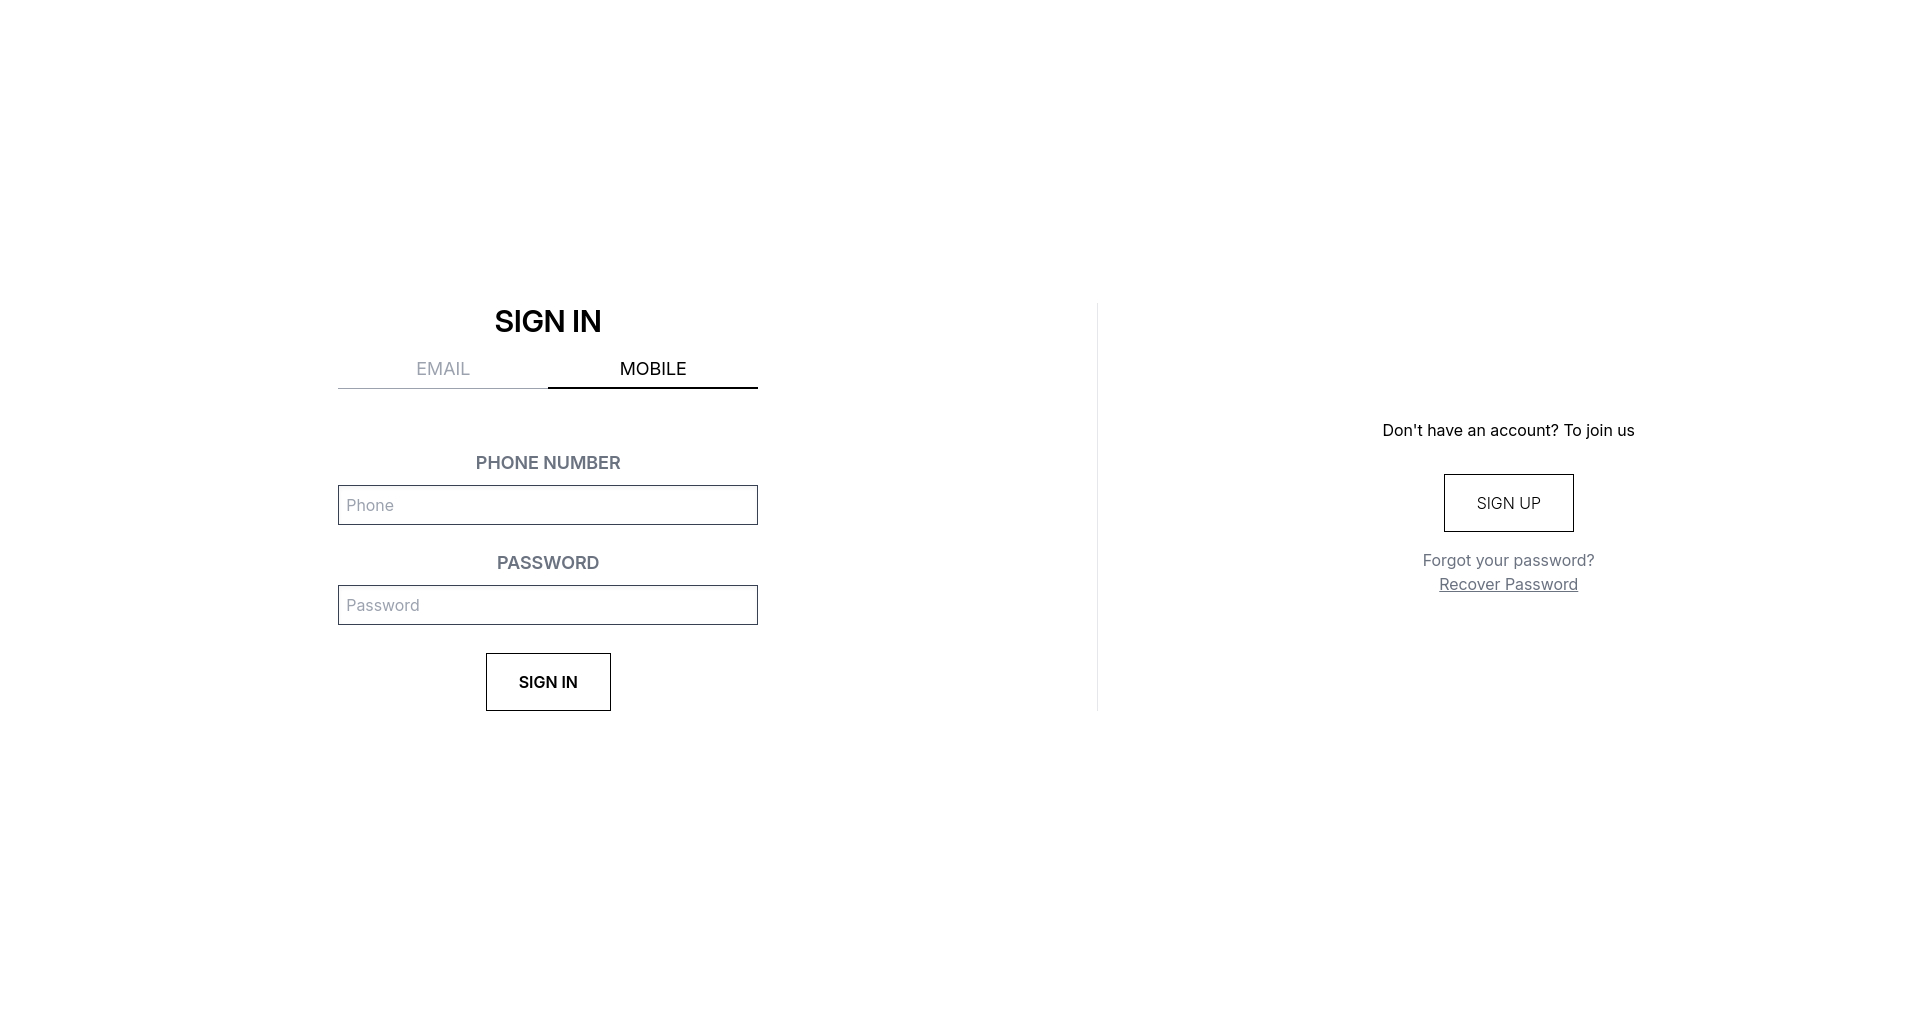 SIGN IN
EMAIL
MOBILE
PHONE NUMBER
Phone
PASSWORD
Password
SIGN IN
Don't have an account? To join us
SIGN UP
Forgot your password?
Recover Password